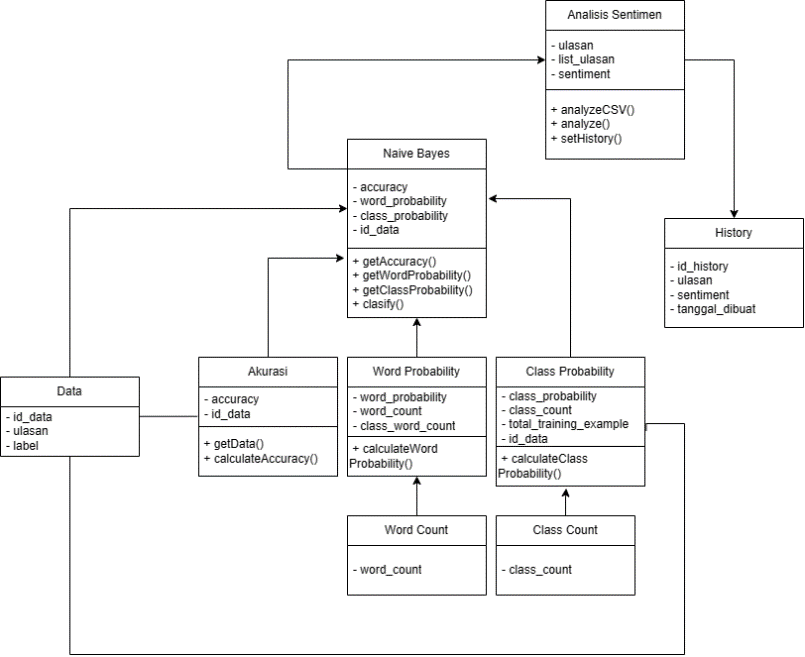 Analisis Sentimen
- ulasan
- list_ulasan
- sentiment
+ analyzeCSV()
+ analyze()
+ setHistory()
Naive Bayes
- accuracy
- word_probability
- class_probability
- id_data
+ getAccuracy()
+ getWordProbability()
+ getClassProbability()
+ clasify()
History
- id_history
- ulasan
- sentiment
- tanggal_dibuat
Data
- id_data
- ulasan
- label
Akurasi
- accuracy
- id_data
+ getData()
+ calculateAccuracy()
Word Probability
- word_probability
- word_count
- class_word_count
+ calculateWord
Probability()
Class Probability
- class_probability
- class_count
- total_training_example
- id_data
+ calculateClass
Probability()
Word Count
- word_count
Class Count
- class_count